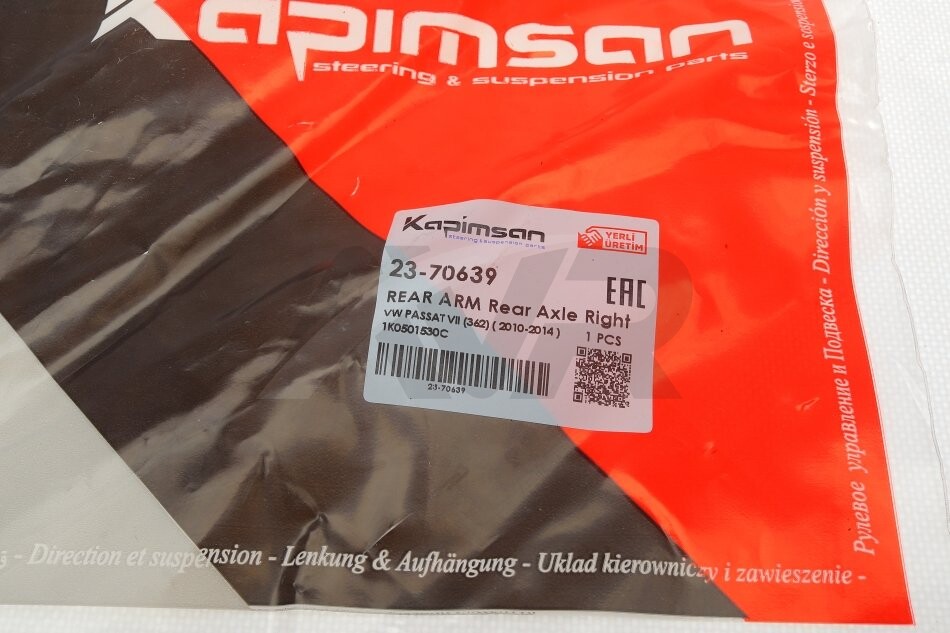 Kapimsan
steering & suspension parts
Kapimsan
steering & suspension parts
YERLİ
ÜRETİM
23-70639
EAC
REAR ARM Rear Axle Right
VW PASSAT VII (362) ( 2010-2014 )
1 PCS
1K0501530C
23-70639
- Direction et suspension - Lenkung & Aufhängung - Układ kierowniczy i zawieszenie -
Рулевое управление и Подвеска - Dirección y suspensión - Sterzo e
AVR